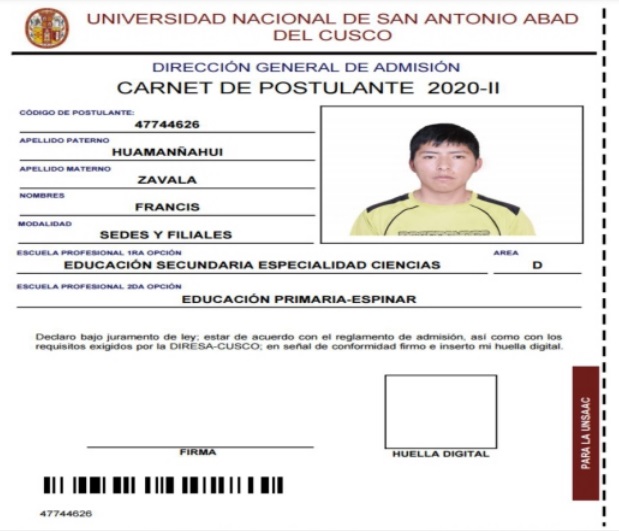 UNIVERSIDAD NACIONAL DE SAN ANTONIO ABAD
DEL CUSCO
DIRECCIÓN GENERAL DE ADMISIÓN
CARNET DE POSTULANTE 2020-II
CÓDIGO DE POSTULANTE:
47744626
APELLIDO PATERNO
HUAMANÑAHUI
APELLIDO MATERNO
ZAVALA
NOMBRES
FRANCIS
MODALIDAD
SEDES Y FILIALES
ESCUELA PROFESIONAL 1RA OPCIÓN
EDUCACIÓN SECUNDARIA ESPECIALIDAD CIENCIAS
AREA
D
ESCUELA PROFESIONAL 2DA OPCIÓN
EDUCACIÓN PRIMARIA-ESPINAR
Declaro bajo juramento de ley; estar de acuerdo con el reglamento de admisión, así como con los
requisitos exigidos por la DIRESA-CUSCO; en señal de conformidad firmo e inserto mi huella digital.
FIRMA
HUELLA DIGITAL
PARA LA UNSAAC
47744626